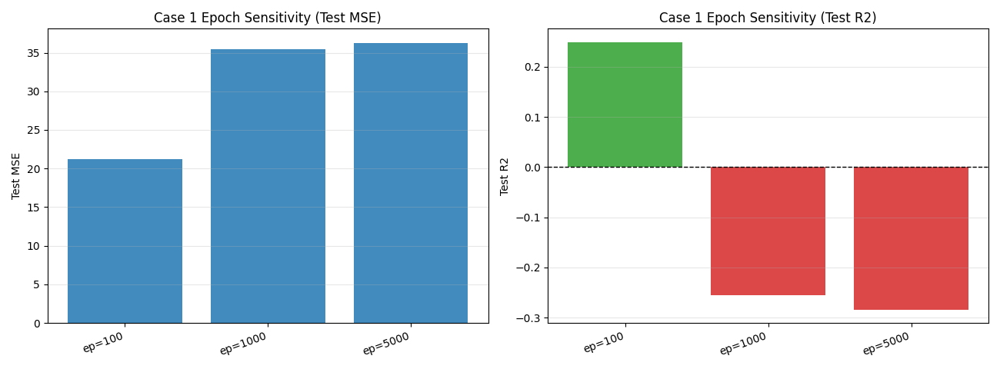 Case 1 Epoch Sensitivity (Test MSE)
Test MSE
35
30
25
20
15
10
5
0
ep=100
ep=1000
ep=5000
Case 1 Epoch Sensitivity (Test R2)
Test R2
0.2
0.1
0.0
−0.1
−0.2
−0.3
ep=100
ep=1000
ep=5000